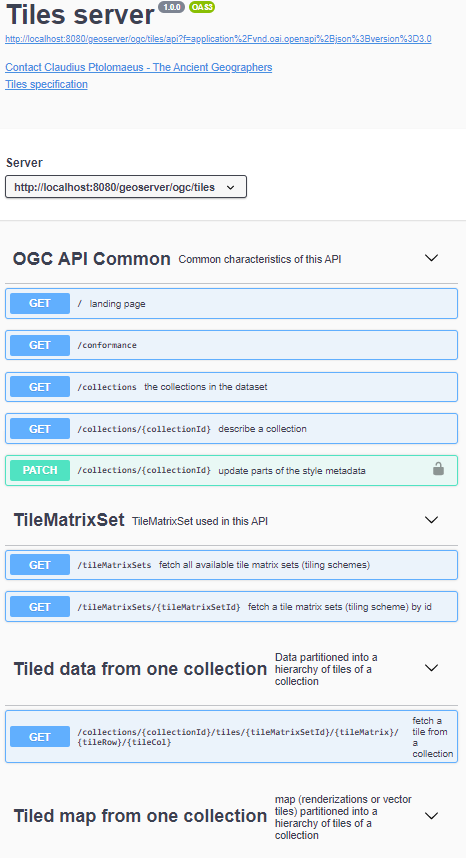 Tiles server 1.0.0 OAS3
http://localhost:8080/geoserver/ogc/tiles/api?f=application%2Fvnd.oai.openapi%2Bjson%3Bversion%3D3.0
Contact Claudius Ptolomaeus - The Ancient Geographers
Tiles specification
Server
http://localhost:8080/geoserver/ogc/tiles
OGC API Common Common characteristics of this API
GET / landing page
GET /conformance
GET /collections the collections in the dataset
GET /collections/{collectionId} describe a collection
PATCH /collections/{collectionId} update parts of the style metadata
TileMatrixSet TileMatrixSet used in this API
GET /tileMatrixSets fetch all available tile matrix sets (tiling schemes)
GET /tileMatrixSets/{tileMatrixSetId} fetch a tile matrix sets (tiling scheme) by id
Tiled data from one collection
Data partitioned into a
hierarchy of tiles of a
collection
GET
/collections/{collectionId}/tiles/{tileMatrixSetId}/{tileMatrix}/
{tileRow}/{tileCol}
fetch a
tile from
a
collection
Tiled map from one collection
map (renderizations or vector
tiles) partitioned into a
hierarchy of tiles of a
collection